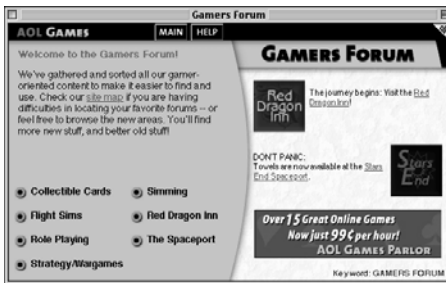 Gamers Forum
AOL GAMES
MAIN HELP
Welcome to the Gamers Forum!
We've gathered and sorted all our gamer-
oriented content to make it easier to find and
use. Check our site map if you are having
difficulties in locating your favorite forums -- or
feel free to browse the new areas. You'll find
more new stuff, and better old stuff!
Collectible Cards
Simming
Flight Sims
Red Dragon Inn
Role Playing
The Spaceport
Strategy/Wargames
GAMERS FORUM
Red
Dragon
Inn
The journey begins: Visit the Red
Dragon Inn!
DON'T PANIC:
Towels are now available at the Stars
End Spaceport.
Stars
End
Over 15 Great Online Games
Now just 99¢ per hour!
AOL GAMES PARLOR
Keyword: GAMERS FORUM